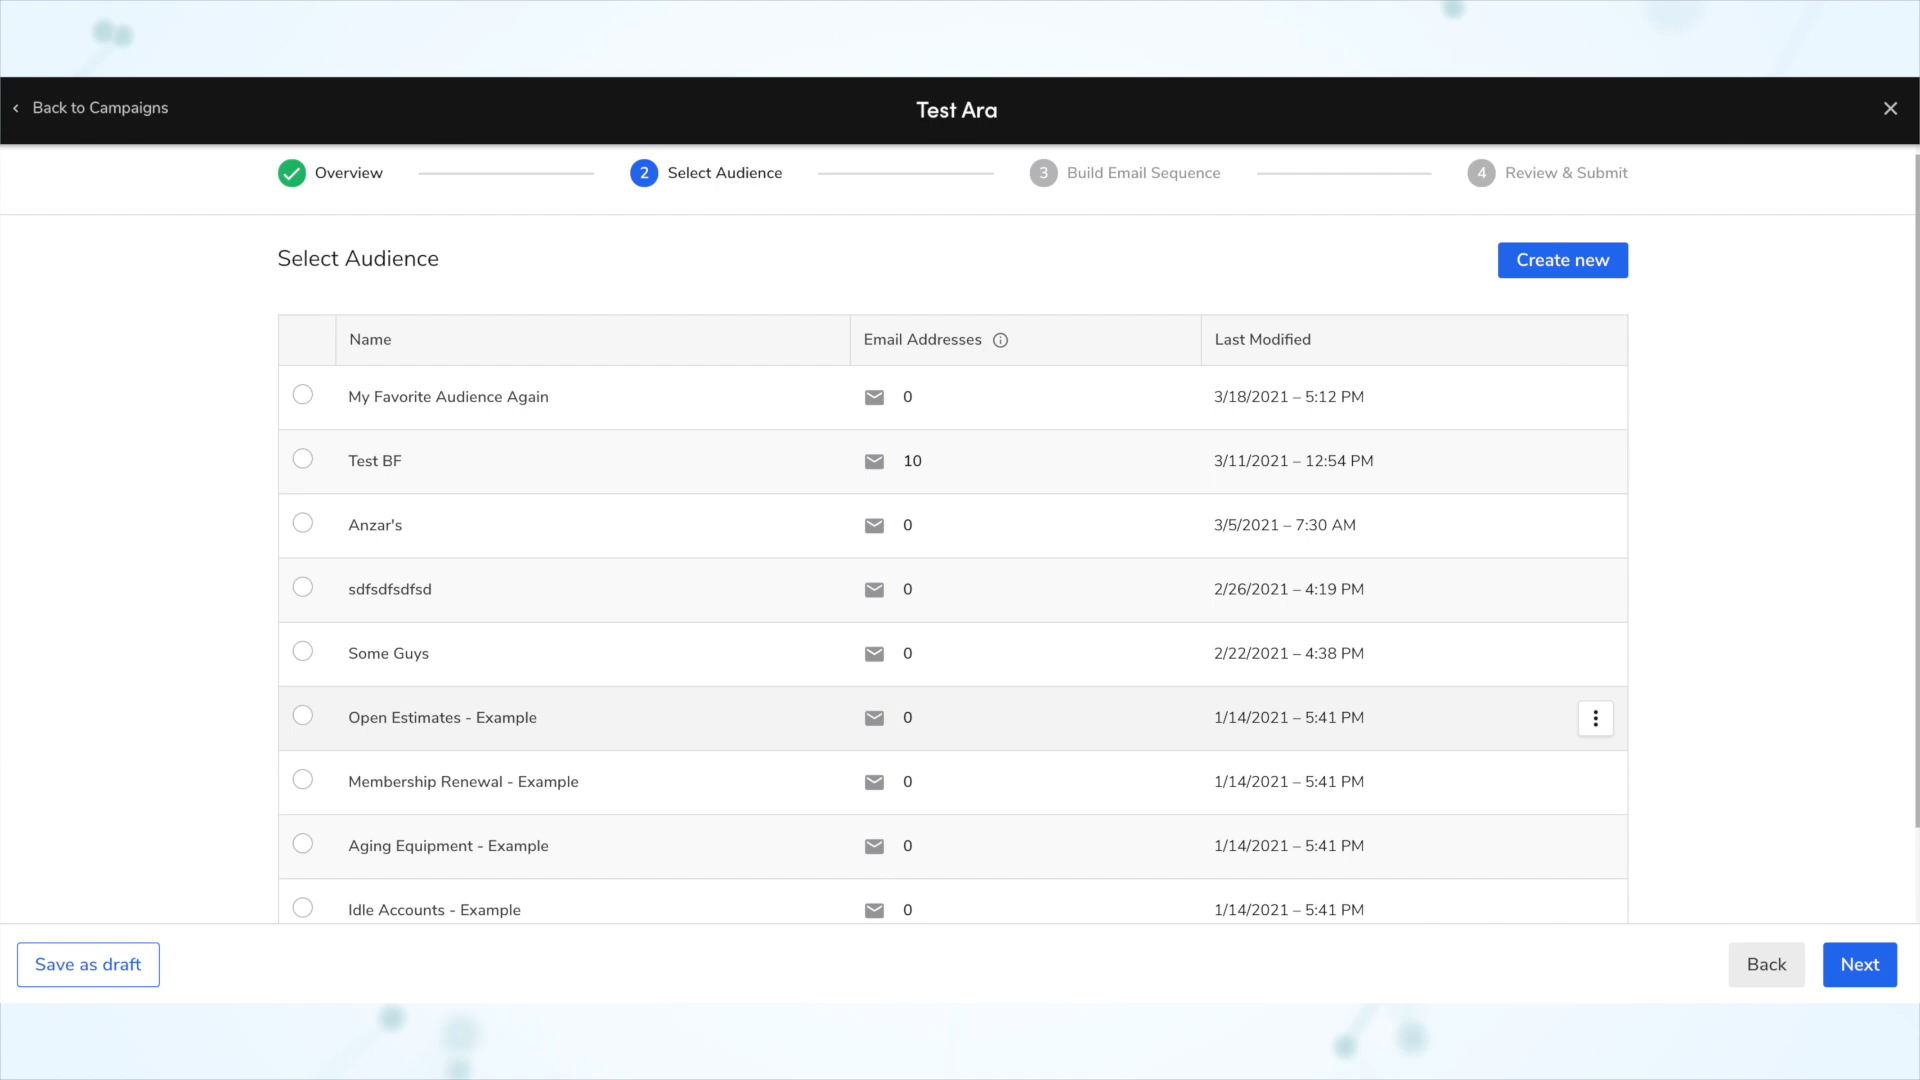 Back to Campaigns
Test Ara
Overview
2 Select Audience
3 Build Email Sequence
4 Review & Submit
Select Audience
Create new
Name Email Addresses Last Modified
My Favorite Audience Again 0 3/18/2021 – 5:12 PM
Test BF 10 3/11/2021 – 12:54 PM
Anzar's 0 3/5/2021 – 7:30 AM
sdfsdfsdfsd 0 2/26/2021 – 4:19 PM
Some Guys 0 2/22/2021 – 4:38 PM
Open Estimates - Example 0 1/14/2021 – 5:41 PM
Membership Renewal - Example 0 1/14/2021 – 5:41 PM
Aging Equipment - Example 0 1/14/2021 – 5:41 PM
Idle Accounts - Example 0 1/14/2021 – 5:41 PM
Save as draft
Back
Next